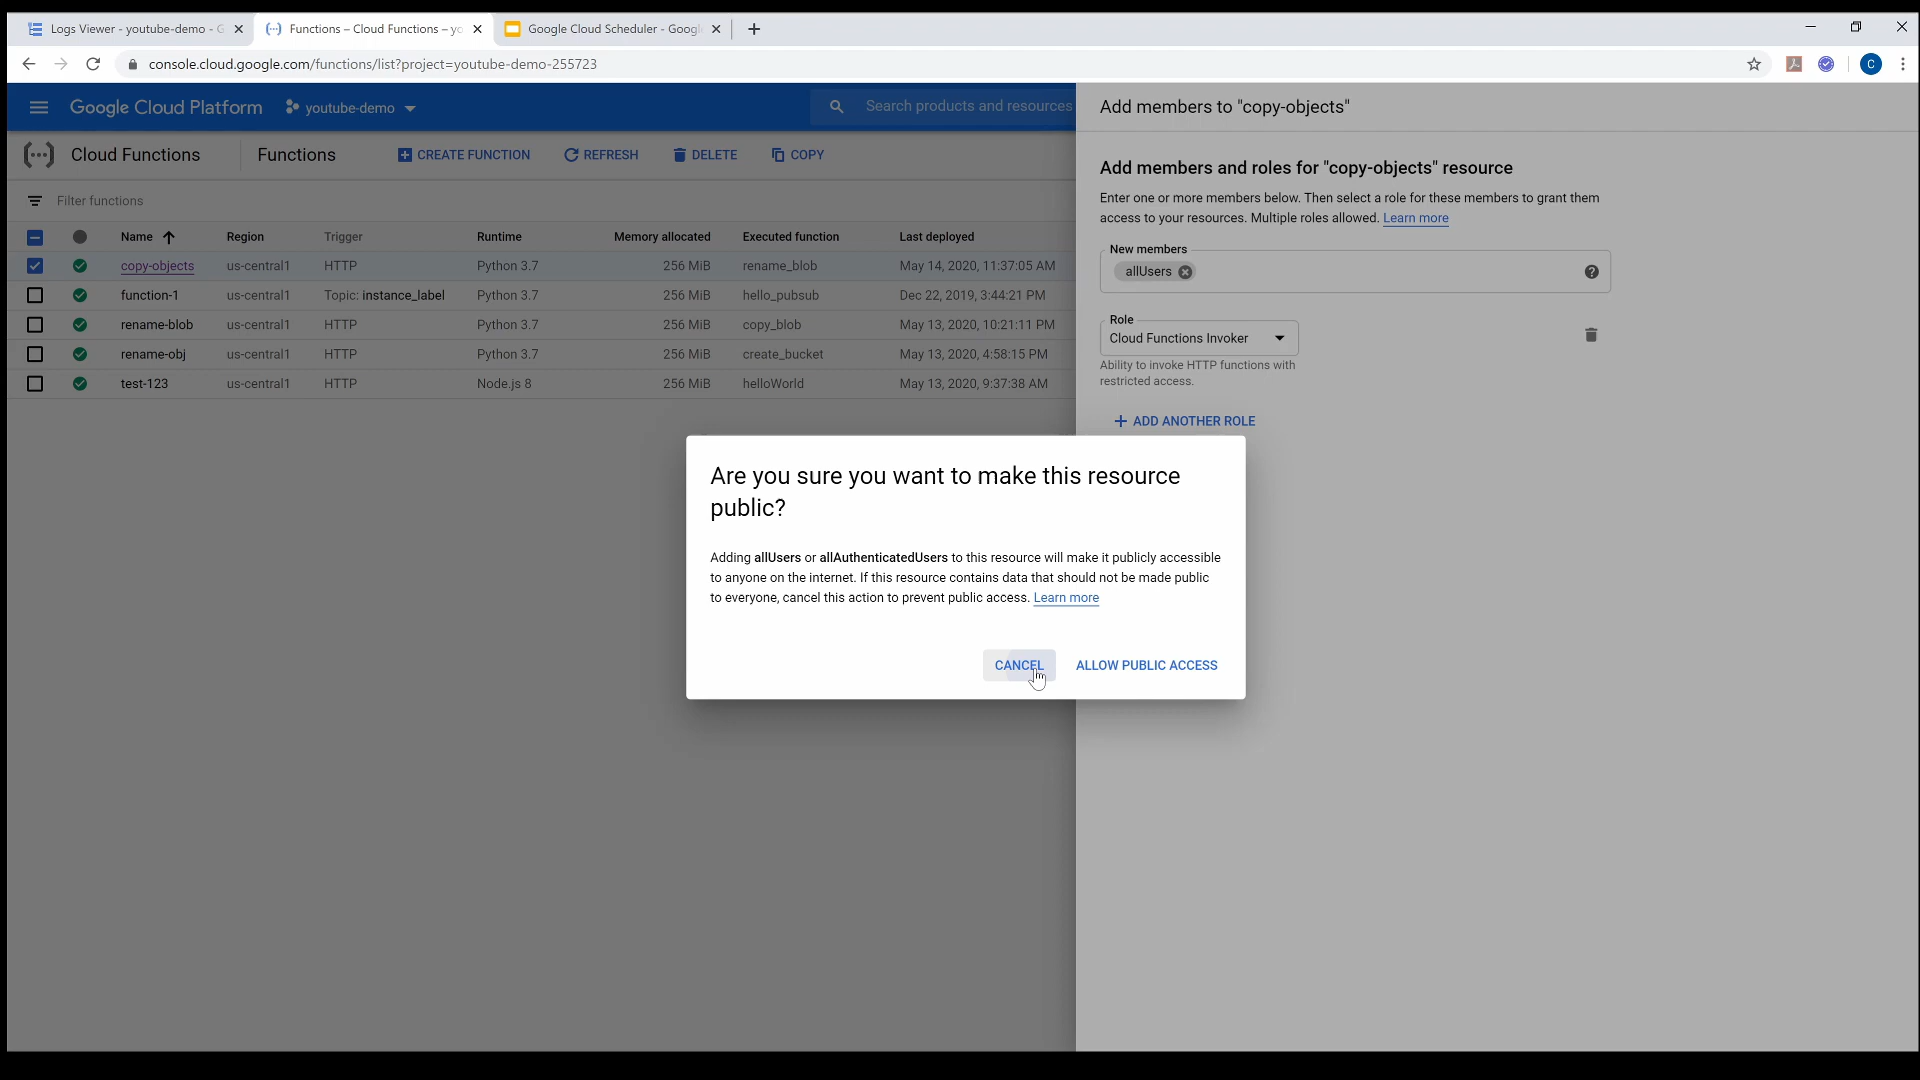 Logs Viewer - youtube-demo - G
Functions – Cloud Functions – yo
Google Cloud Scheduler - Googl
console.cloud.google.com/functions/list?project=youtube-demo-255723
C
Google Cloud Platform
youtube-demo
Search products and resources
Cloud Functions
Functions
CREATE FUNCTION
REFRESH
DELETE
COPY
Filter functions
Name Region Trigger Runtime Memory allocated Executed function Last deployed
copy-objects us-central1 HTTP Python 3.7 256 MiB rename_blob May 14, 2020, 11:37:05 AM
function-1 us-central1 Topic: instance_label Python 3.7 256 MiB hello_pubsub Dec 22, 2019, 3:44:21 PM
rename-blob us-central1 HTTP Python 3.7 256 MiB copy_blob May 13, 2020, 10:21:11 PM
rename-obj us-central1 HTTP Python 3.7 256 MiB create_bucket May 13, 2020, 4:58:15 PM
test-123 us-central1 HTTP Node.js 8 256 MiB helloWorld May 13, 2020, 9:37:38 AM
Add members to "copy-objects"
Add members and roles for "copy-objects" resource
Enter one or more members below. Then select a role for these members to grant them
access to your resources. Multiple roles allowed. Learn more
New members
allUsers
Role
Cloud Functions Invoker
Ability to invoke HTTP functions with
restricted access.
ADD ANOTHER ROLE
Are you sure you want to make this resource
public?
Adding allUsers or allAuthenticatedUsers to this resource will make it publicly accessible
to anyone on the internet. If this resource contains data that should not be made public
to everyone, cancel this action to prevent public access. Learn more
CANCEL
ALLOW PUBLIC ACCESS